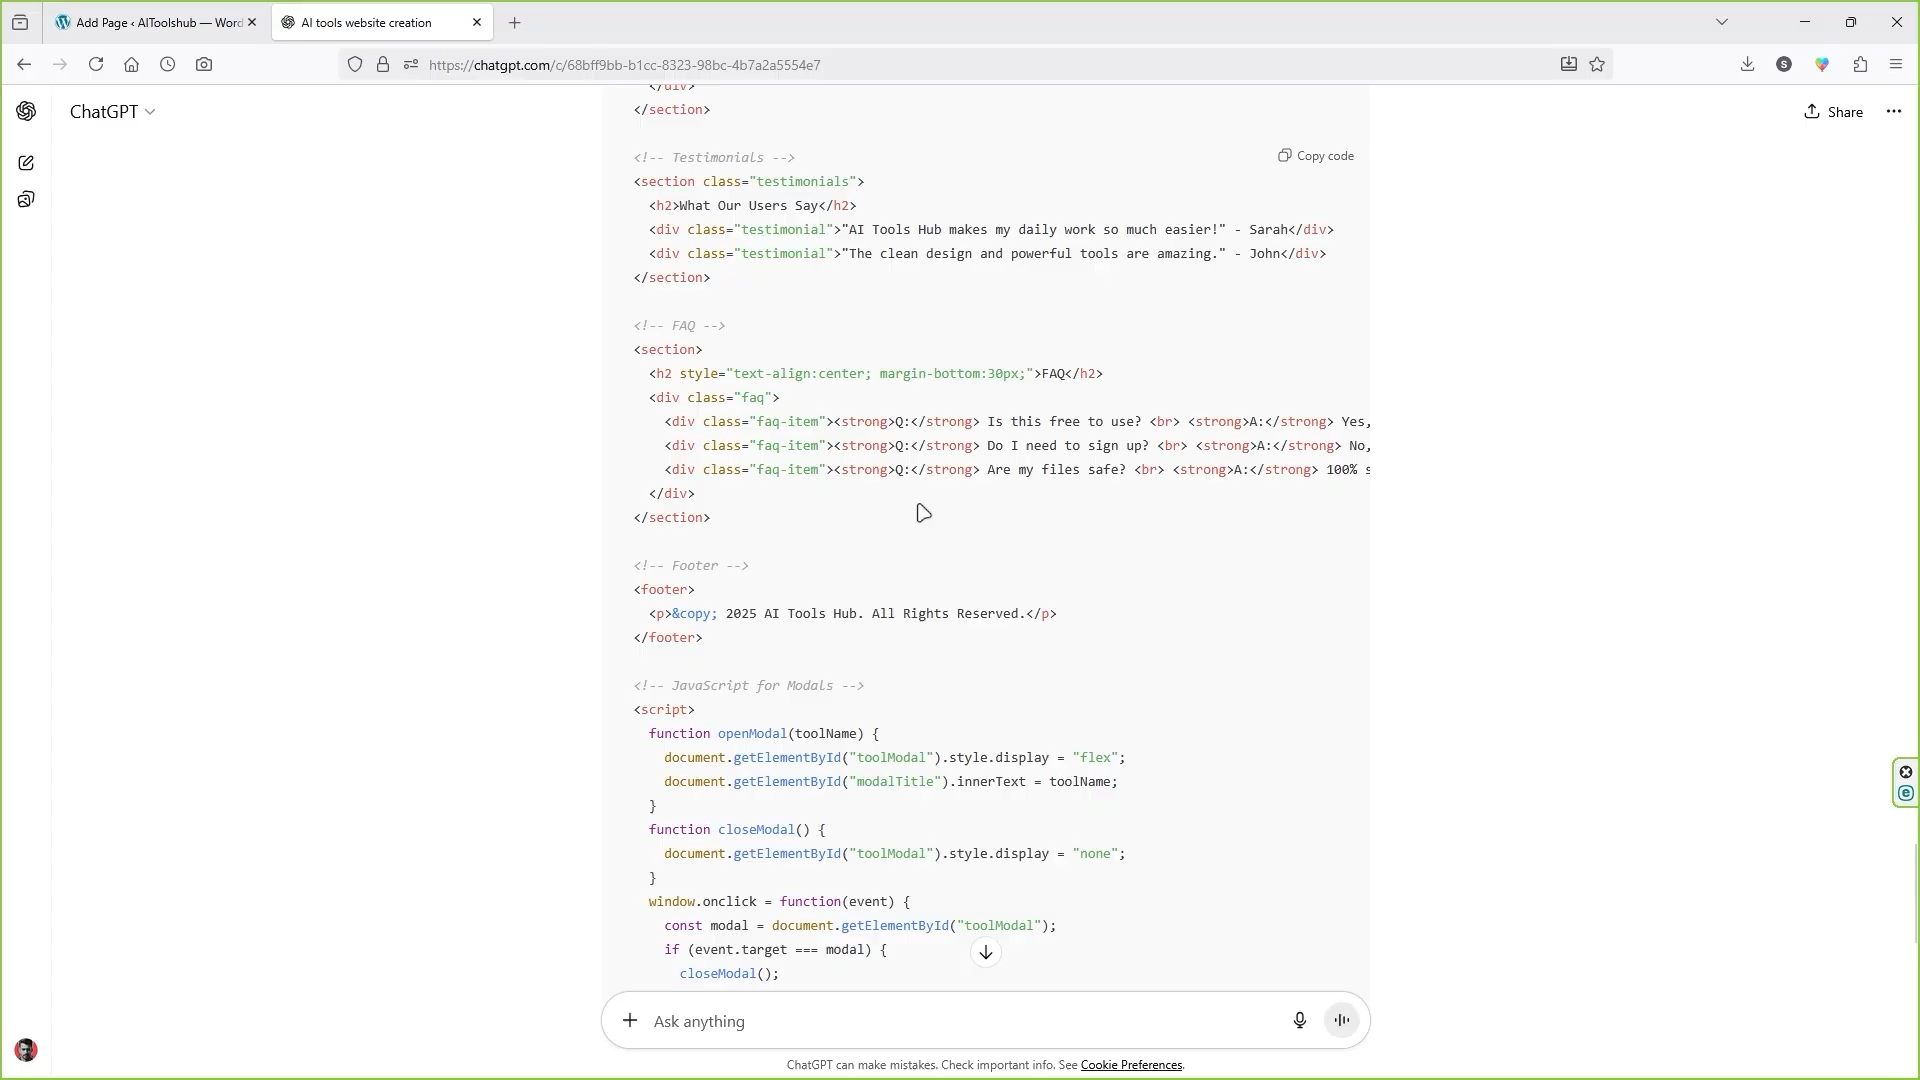 Add Page ‹ AIToolshub — Word
AI tools website creation
https://chatgpt.com/c/68bff9bb-b1cc-8323-98bc-4b7a2a5554e7
S
ChatGPT
Share
</div>
</section>
<!-- Testimonials -->
Copy code
<section class="testimonials">
<h2>What Our Users Say</h2>
<div class="testimonial">"AI Tools Hub makes my daily work so much easier!" - Sarah</div>
<div class="testimonial">"The clean design and powerful tools are amazing." - John</div>
</section>
<!-- FAQ -->
<section>
<h2 style="text-align:center; margin-bottom:30px;">FAQ</h2>
<div class="faq">
<div class="faq-item"><strong>Q:</strong> Is this free to use? <br> <strong>A:</strong> Yes,
<div class="faq-item"><strong>Q:</strong> Do I need to sign up? <br> <strong>A:</strong> No,
<div class="faq-item"><strong>Q:</strong> Are my files safe? <br> <strong>A:</strong> 100% s
</div>
</section>
<!-- Footer -->
<footer>
<p>&copy; 2025 AI Tools Hub. All Rights Reserved.</p>
</footer>
<!-- JavaScript for Modals -->
<script>
function openModal(toolName) {
document.getElementById("toolModal").style.display = "flex";
document.getElementById("modalTitle").innerText = toolName;
}
function closeModal() {
document.getElementById("toolModal").style.display = "none";
}
window.onclick = function(event) {
const modal = document.getElementById("toolModal");
if (event.target === modal) {
closeModal();
Ask anything
ChatGPT can make mistakes. Check important info. See Cookie Preferences.